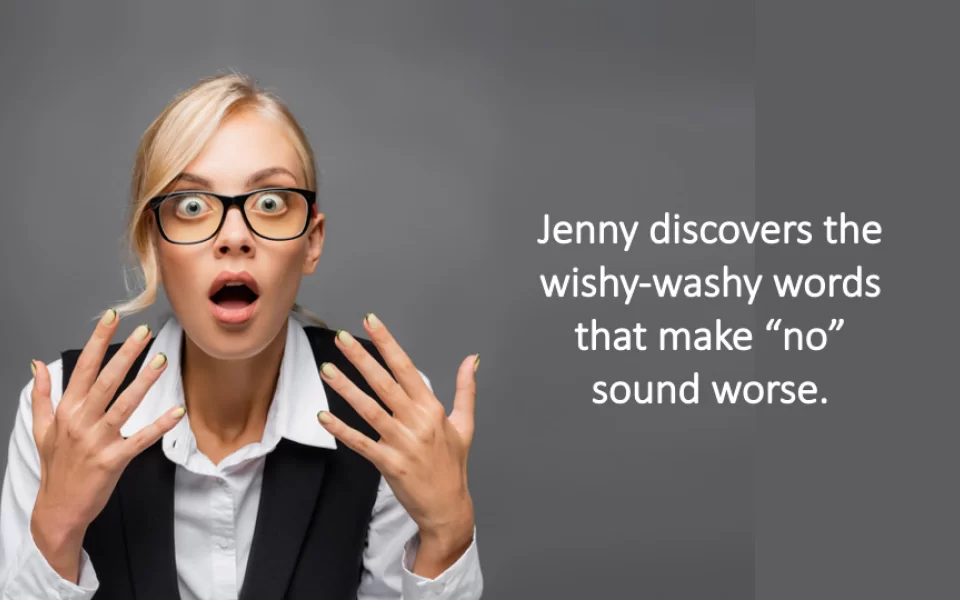 Jenny discovers the
wishy-washy words
that make “no”
sound worse.